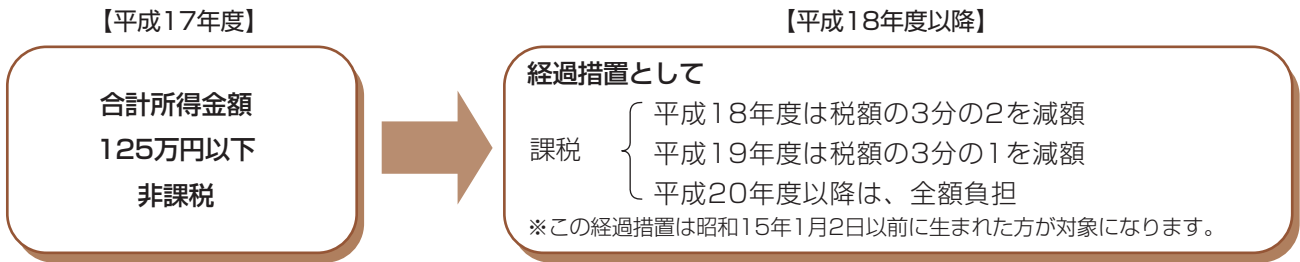 【平成17年度】
合計所得金額
125万円以下
非課税
【平成18年度以降】
経過措置として
課税
平成18年度は税額の3分の2を減額
平成19年度は税額の3分の1を減額
平成20年度以降は、全額負担
※この経過措置は昭和15年1月2日以前に生まれた方が対象になります。